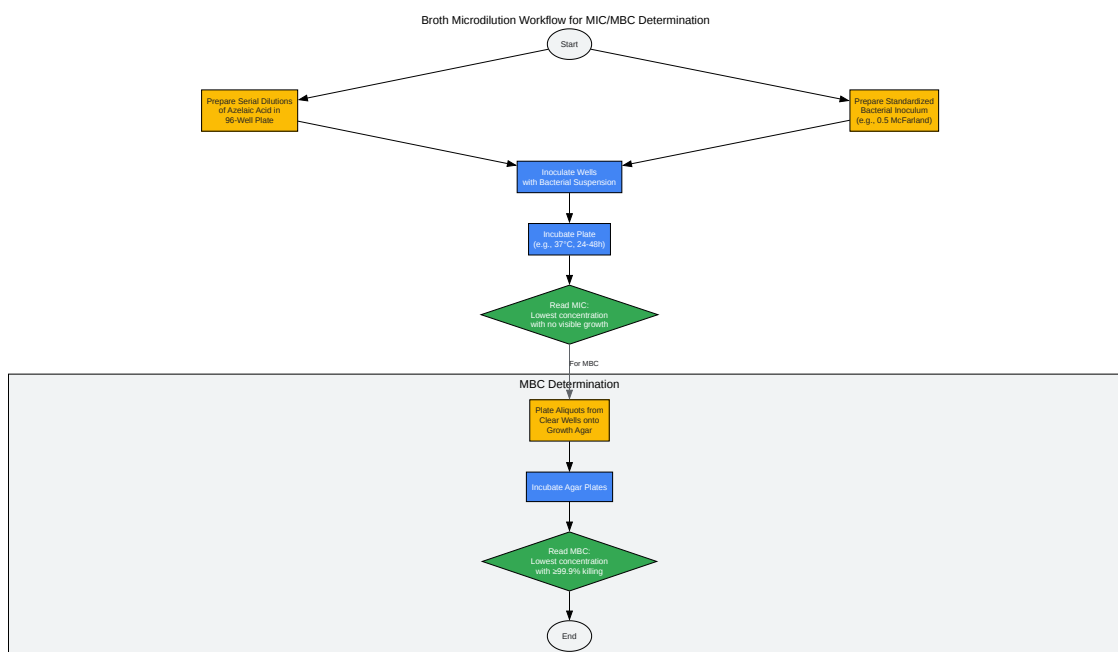 Broth Microdilution Workflow for MIC/MBC Determination
Start
Prepare Serial Dilutions
of Azelaic Acid in
96-Well Plate
Prepare Standardized
Bacterial Inoculum
(e.g., 0.5 McFarland)
Inoculate Wells
with Bacterial Suspension
Incubate Plate
(e.g., 37°C, 24-48h)
Read MIC:
Lowest concentration
with no visible growth
For MBC
MBC Determination
Plate Aliquots from
Clear Wells onto
Growth Agar
Incubate Agar Plates
Read MBC:
Lowest concentration
with ≥99.9% killing
End